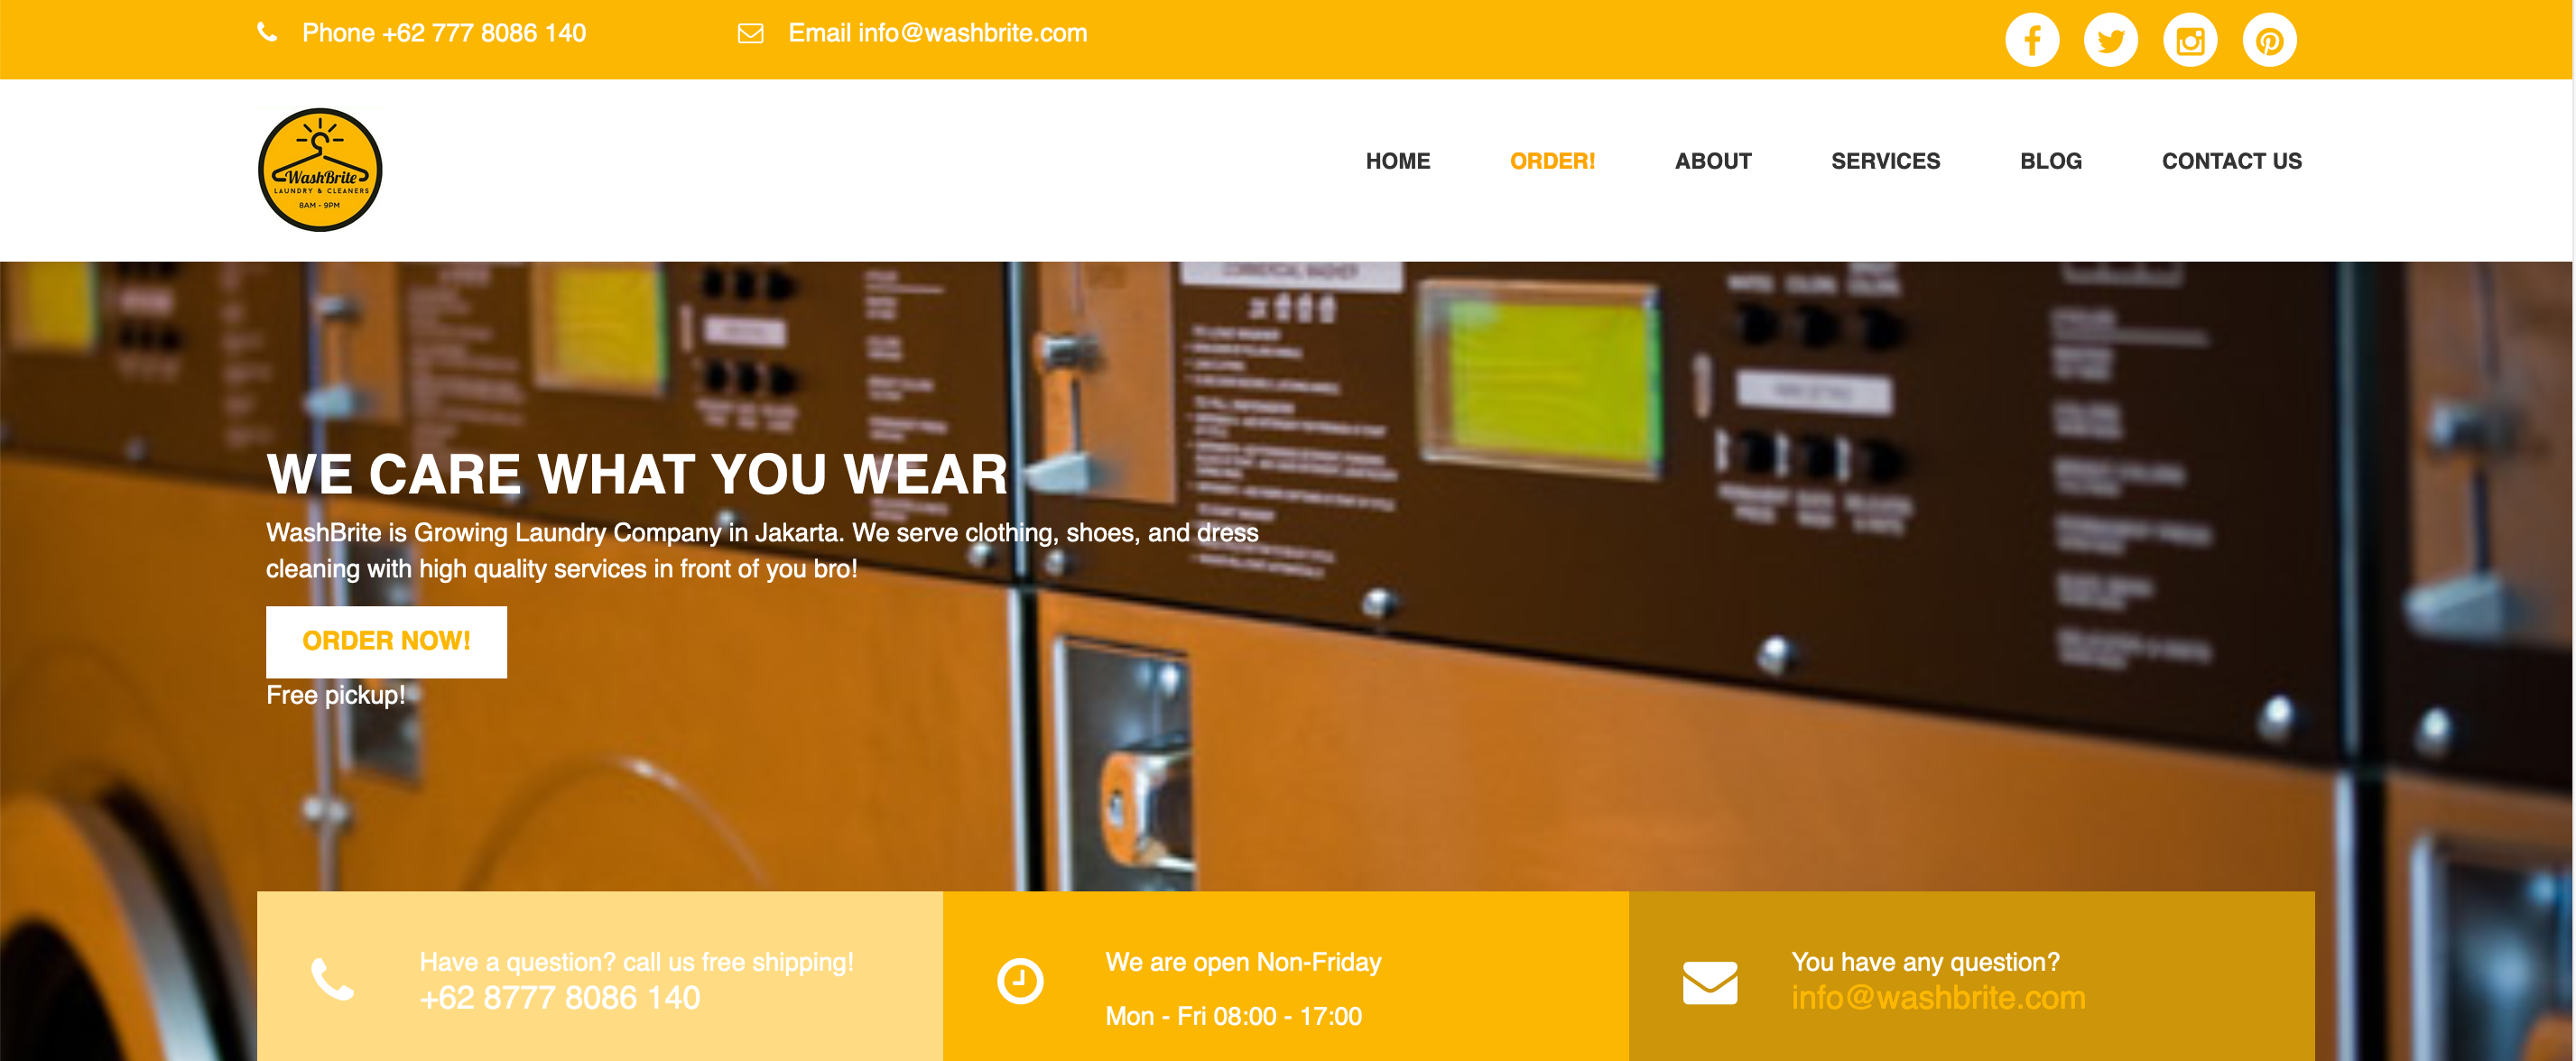 Phone +62 777 8086 140
Email info@washbrite.com
WashBrite
LAUNDRY & CLEANERS
8AM - 9PM
HOME
ORDER!
ABOUT
SERVICES
BLOG
CONTACT US
COMMERCIAL WASHER
WE CARE WHAT YOU WEAR
WashBrite is Growing Laundry Company in Jakarta. We serve clothing, shoes, and dress
cleaning with high quality services in front of you bro!
ORDER NOW!
Free pickup!
Have a question? call us free shipping!
+62 8777 8086 140
We are open Non-Friday
Mon - Fri 08:00 - 17:00
You have any question?
info@washbrite.com